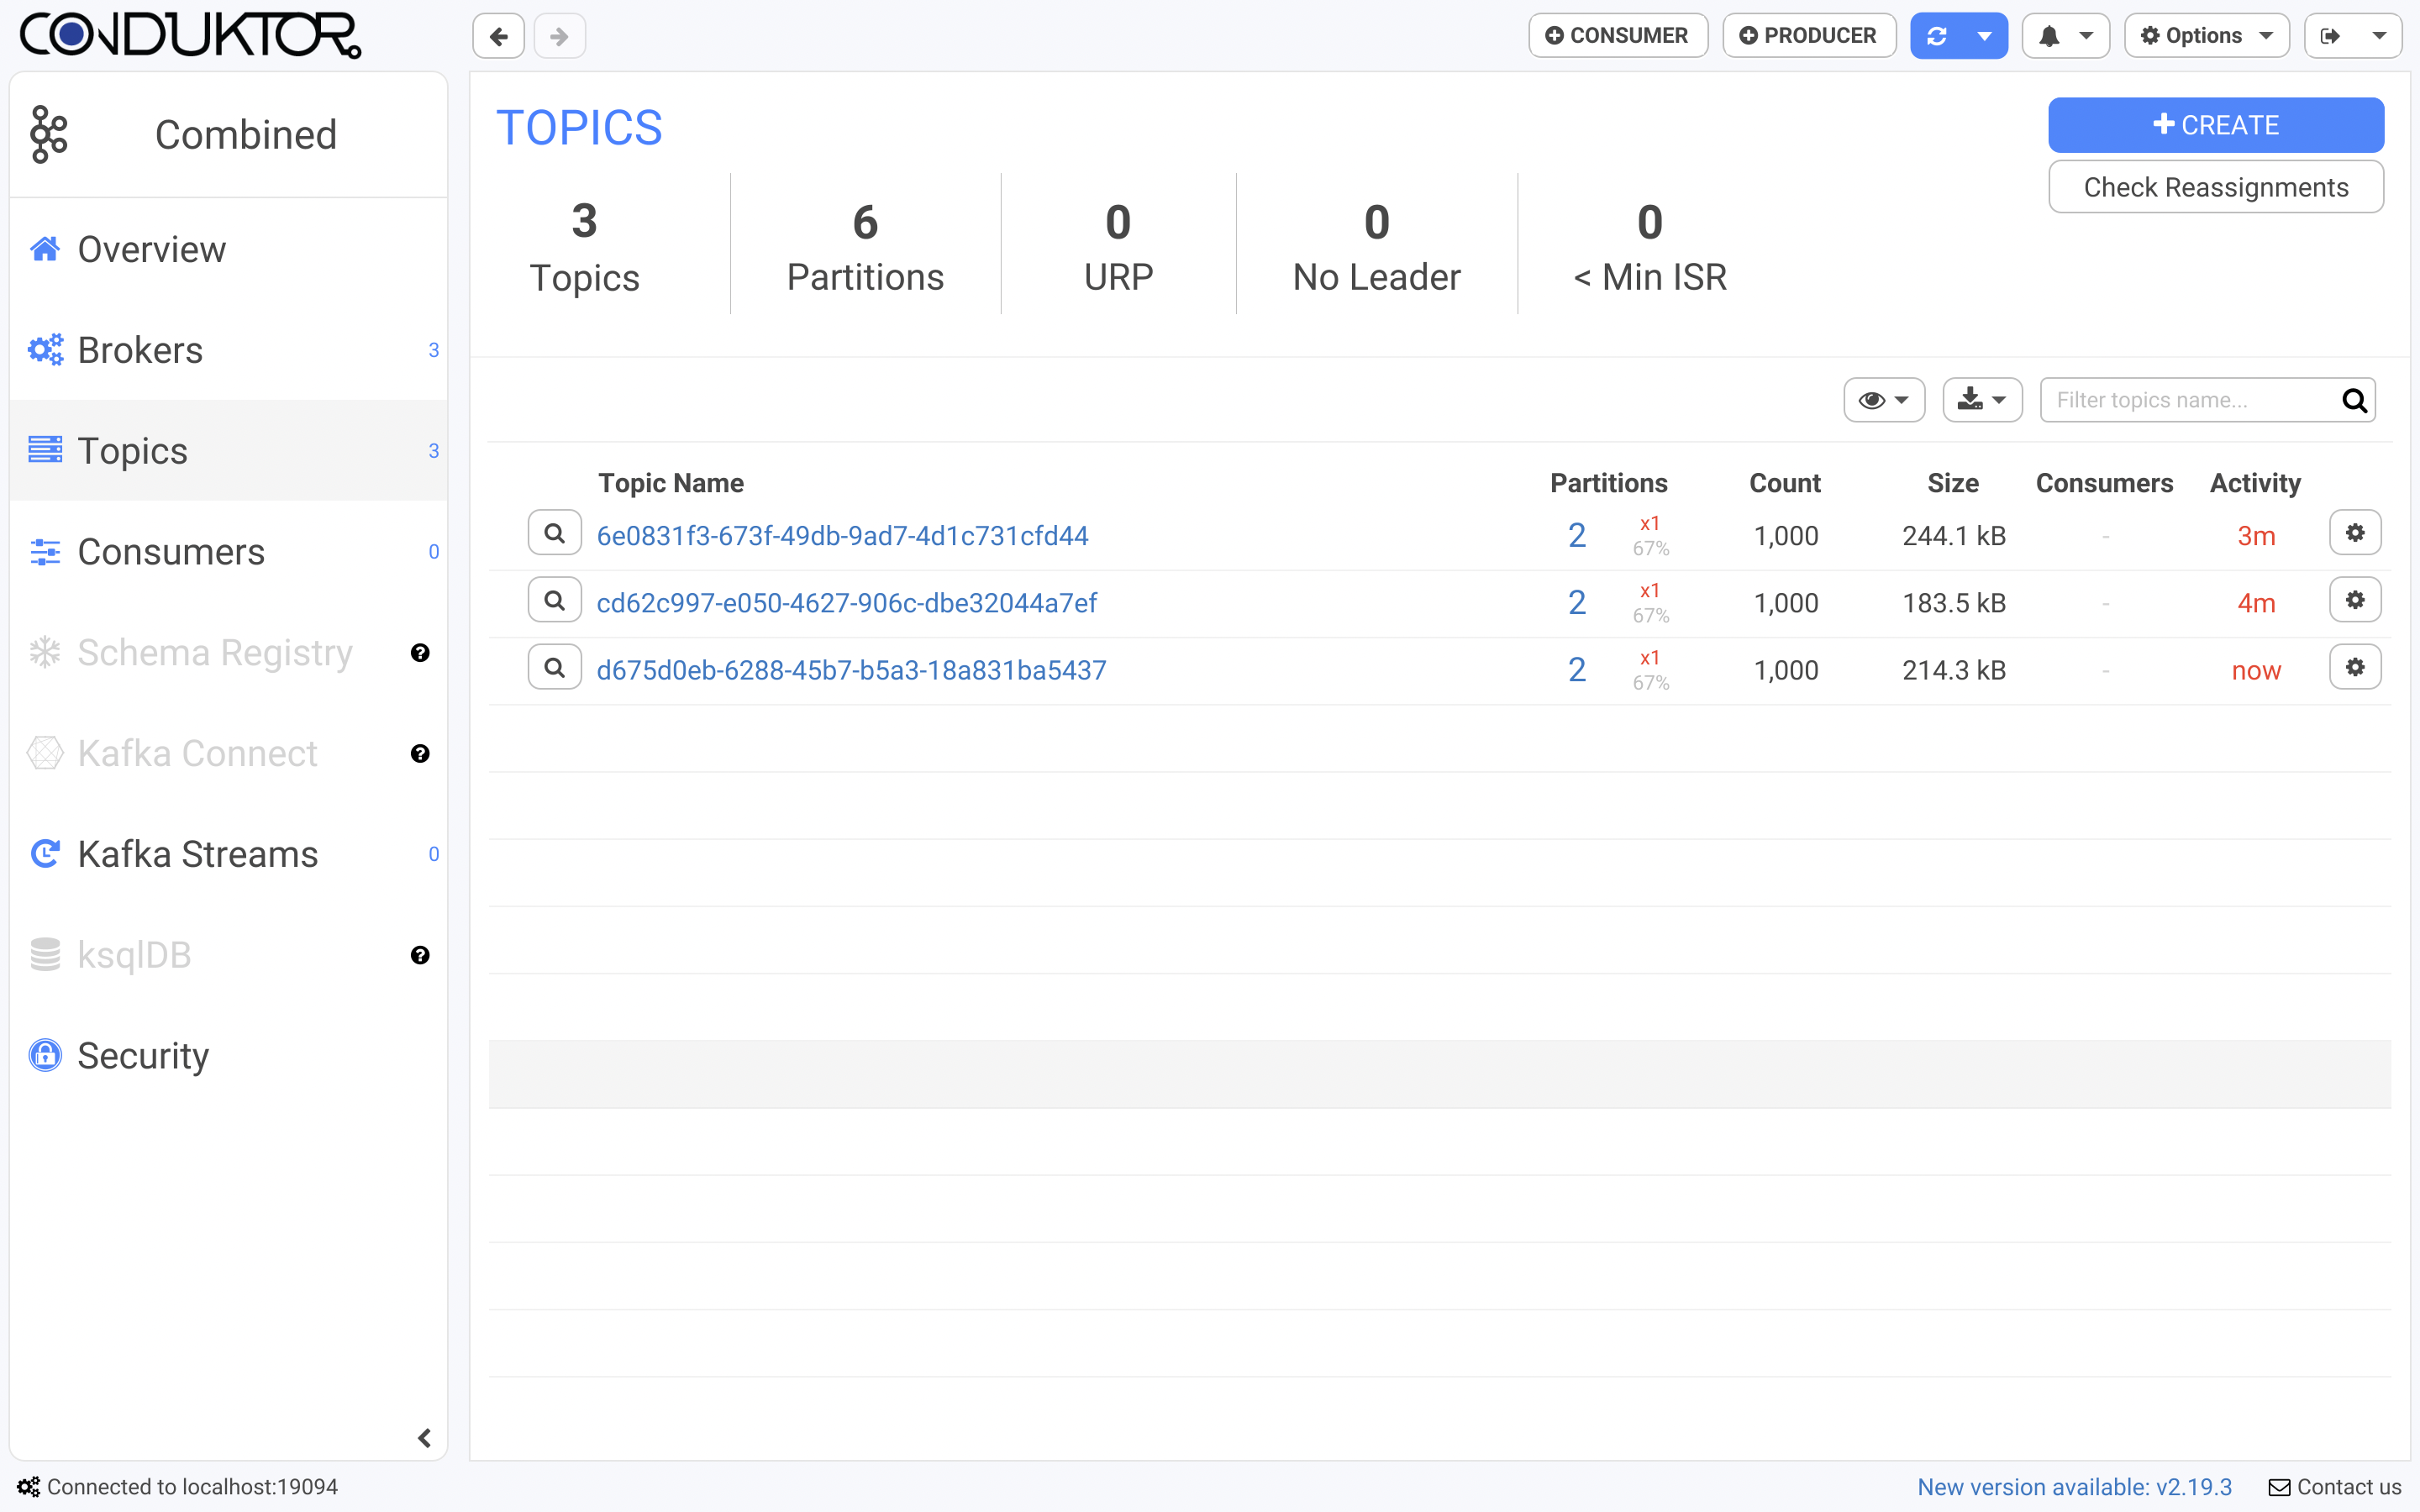 CONDUKTOR
CONSUMER
PRODUCER
Options
Combined
Overview
Brokers 3
Topics 3
Consumers 0
Schema Registry
Kafka Connect
Kafka Streams 0
ksqlDB
Security
TOPICS
CREATE
Check Reassignments
3 6 0 0 0
Topics Partitions URP No Leader < Min ISR
Filter topics name...
Topic Name Partitions Count Size Consumers Activity
6e0831f3-673f-49db-9ad7-4d1c731cfd44 2 x1 67% 1,000 244.1 kB - 3m
cd62c997-e050-4627-906c-dbe32044a7ef 2 x1 67% 1,000 183.5 kB - 4m
d675d0eb-6288-45b7-b5a3-18a831ba5437 2 x1 67% 1,000 214.3 kB - now
Connected to localhost:19094
New version available: v2.19.3
Contact us